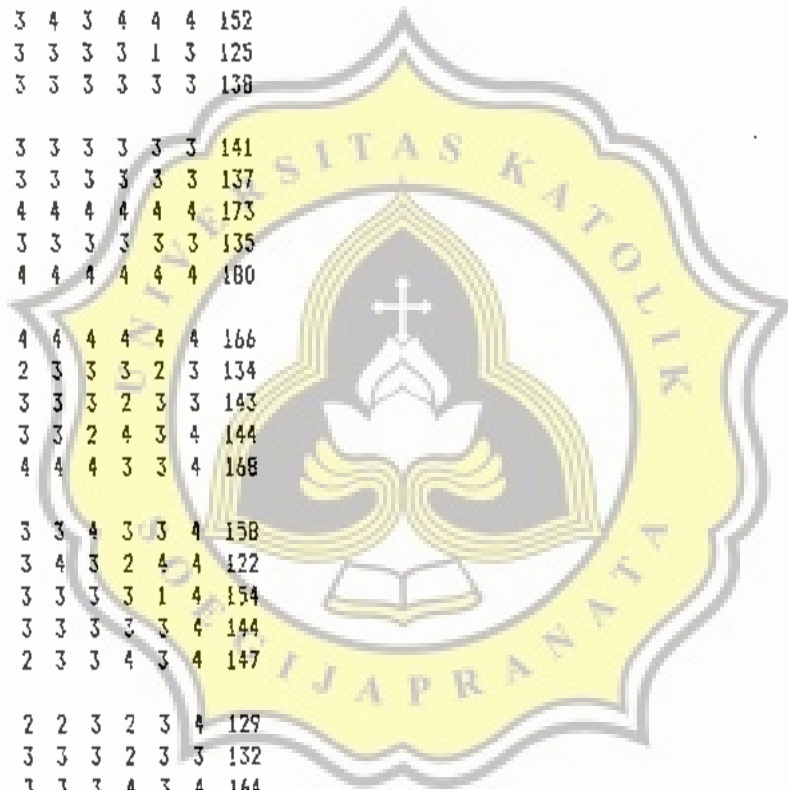 3 4 3 4 4 4 152
3 3 3 3 1 3 125
3 3 3 3 3 3 138
3 3 3 3 3 3 141
3 3 3 3 3 3 137
4 4 4 4 4 4 173
3 3 3 3 3 3 135
4 4 4 4 4 4 180
4 4 4 4 4 4 166
2 3 3 3 2 3 134
3 3 3 2 3 3 143
3 3 2 4 3 4 144
4 4 4 3 3 4 168
3 3 4 3 3 4 158
3 4 3 2 4 4 122
3 3 3 3 1 4 154
3 3 3 3 3 4 144
2 3 3 4 3 4 147
2 2 3 2 3 4 129
3 3 3 2 3 3 132
3 3 3 4 3 4 164
UNIVERSITAS KATOLIK
SOEGIJAPRANATA